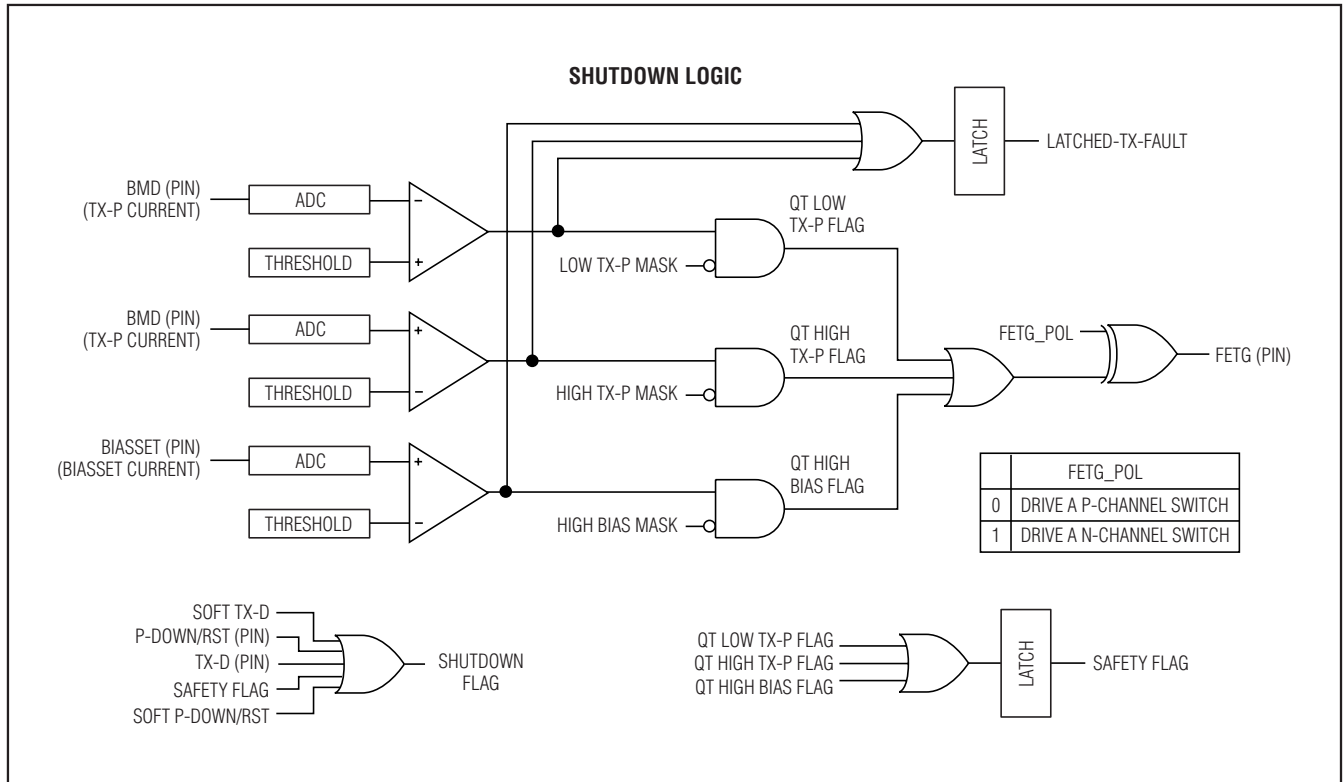 SHUTDOWN LOGIC
LATCH
LATCHED-TX-FAULT
BMD (PIN)
(TX-P CURRENT)
ADC
−
THRESHOLD
+
QT LOW
TX-P FLAG
LOW TX-P MASK
BMD (PIN)
(TX-P CURRENT)
ADC
+
THRESHOLD
−
QT HIGH
TX-P FLAG
HIGH TX-P MASK
FETG_POL
FETG (PIN)
BIASSET (PIN)
(BIASSET CURRENT)
ADC
+
THRESHOLD
−
QT HIGH
BIAS FLAG
HIGH BIAS MASK
FETG_POL
0 DRIVE A P-CHANNEL SWITCH
1 DRIVE A N-CHANNEL SWITCH
SOFT TX-D
P-DOWN/RST (PIN)
TX-D (PIN)
SAFETY FLAG
SOFT P-DOWN/RST
SHUTDOWN
FLAG
QT LOW TX-P FLAG
QT HIGH TX-P FLAG
QT HIGH BIAS FLAG
LATCH
SAFETY FLAG